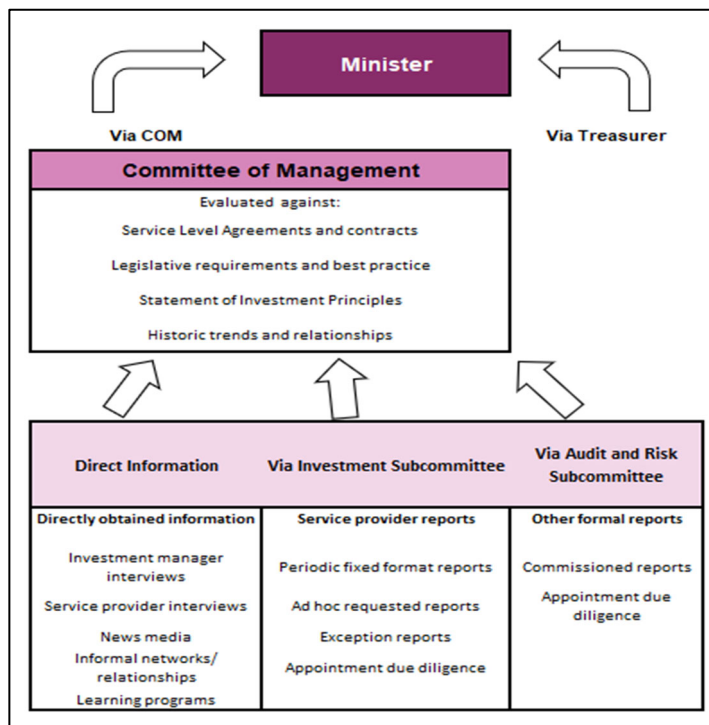 Minister
Via COM
Via Treasurer
Committee of Management
Evaluated against:
Service Level Agreements and contracts
Legislative requirements and best practice
Statement of Investment Principles
Historic trends and relationships
Direct Information
Via Investment Subcommittee
Via Audit and Risk
Subcommittee
Directly obtained information
Investment manager
interviews
Service provider interviews
News media
Informal networks/
relationships
Learning programs
Service provider reports
Periodic fixed format reports
Ad hoc requested reports
Exception reports
Appointment due diligence
Other formal reports
Commissioned reports
Appointment due
diligence